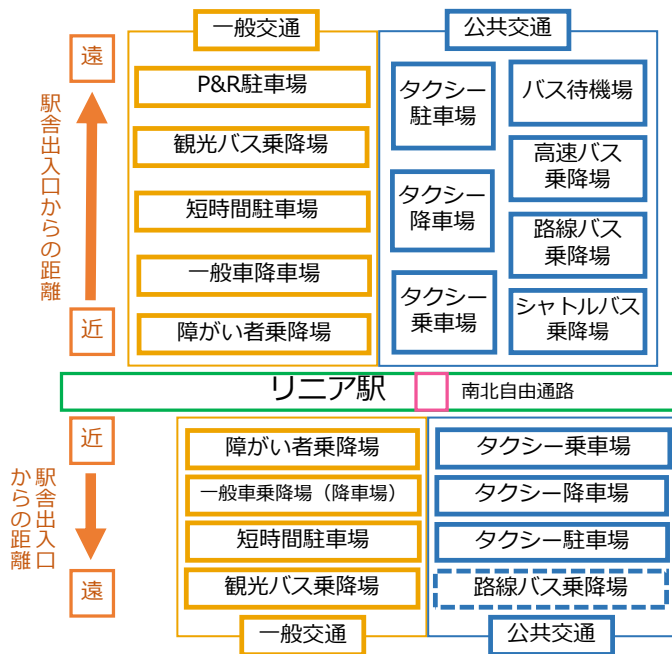 一般交通
公共交通
遠
駅舎出入口からの距離
近
P&R駐車場
観光バス乗降場
短時間駐車場
一般車降車場
障がい者乗降場
タクシー
駐車場
タクシー
降車場
タクシー
乗車場
バス待機場
高速バス
乗降場
路線バス
乗降場
シャトルバス
乗降場
リニア駅
南北自由通路
近
駅舎出入口
からの距離
遠
障がい者乗降場
一般車乗降場（降車場）
短時間駐車場
観光バス乗降場
一般交通
タクシー乗車場
タクシー降車場
タクシー駐車場
路線バス乗降場
公共交通